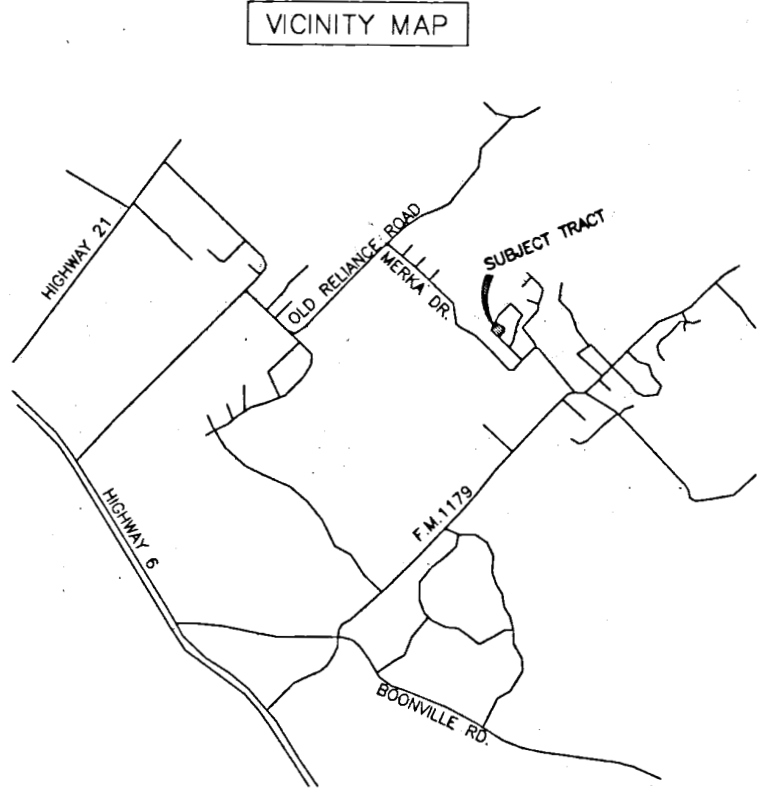 VICINITY MAP
HIGHWAY 21
OLD RELIANCE ROAD
MERKA DR.
SUBJECT TRACT
HIGHWAY 6
F.M.1179
BOONVILLE RD.